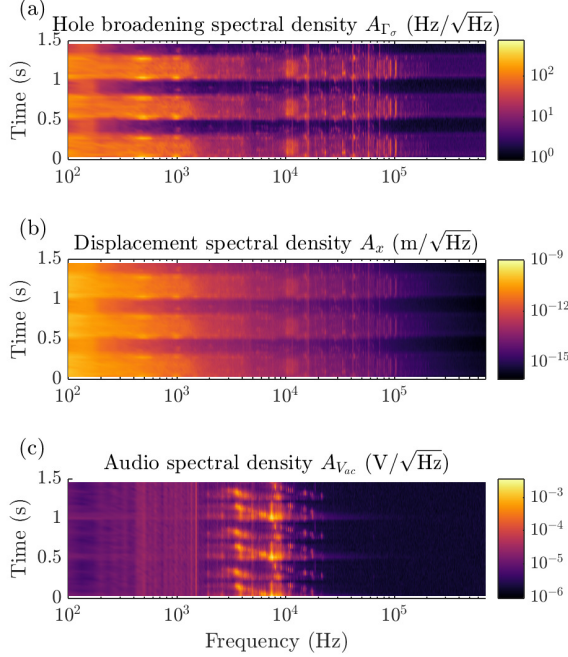 (a)
Hole broadening spectral density A_{Γ_σ} (Hz/√Hz)
Time (s)
1.5
1
0.5
0
10^2 10^3 10^4 10^5
10^2
10^1
10^0
(b)
Displacement spectral density A_x (m/√Hz)
Time (s)
1.5
1
0.5
0
10^2 10^3 10^4 10^5
10^-9
10^-12
10^-15
(c)
Audio spectral density A_{V_{ac}} (V/√Hz)
Time (s)
1.5
1
0.5
0
10^2 10^3 10^4 10^5
10^-3
10^-4
10^-5
10^-6
Frequency (Hz)